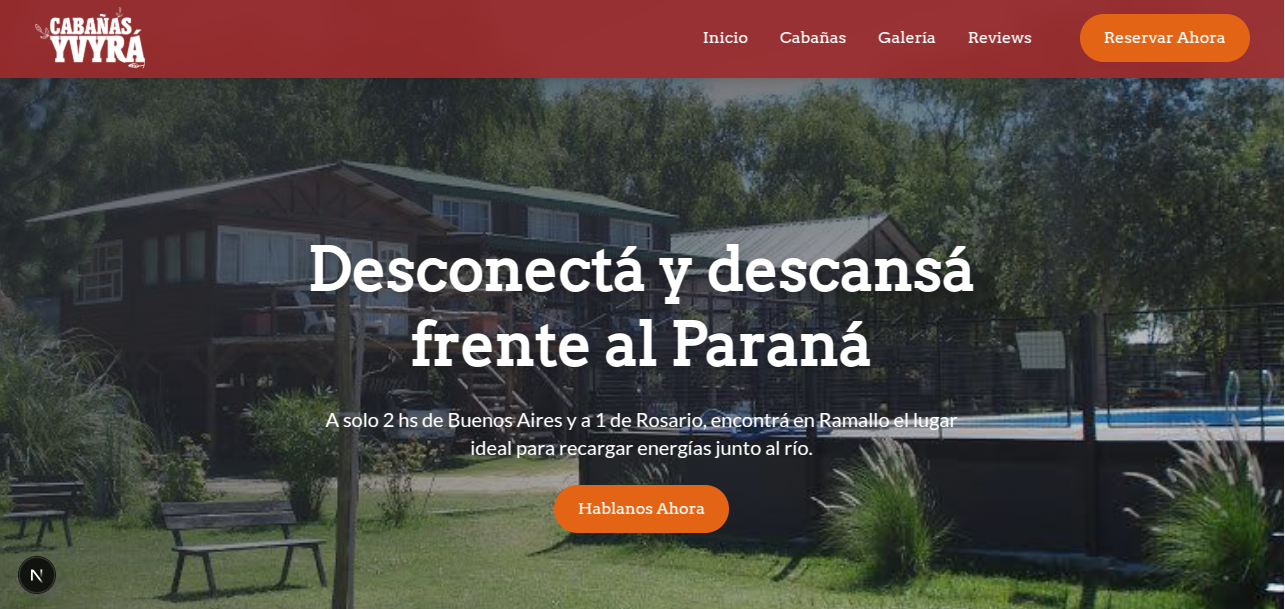 CABAÑAS
YVYRÁ
Inicio Cabañas Galería Reviews Reservar Ahora
Desconectá y descansá
frente al Paraná
A solo 2 hs de Buenos Aires y a 1 de Rosario, encontrá en Ramallo el lugar
ideal para recargar energías junto al río.
Hablanos Ahora
N